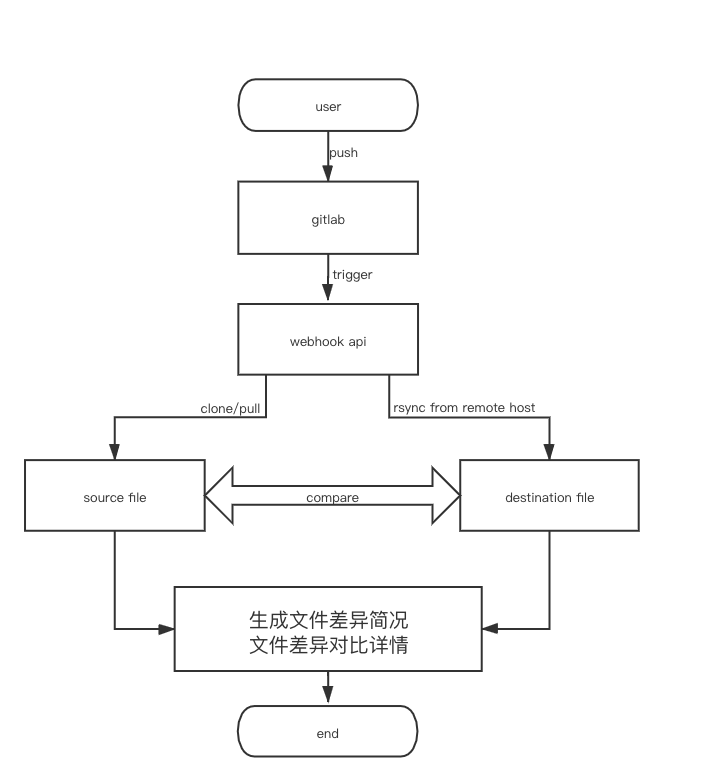 user
push
gitlab
trigger
webhook api
clone/pull
rsync from remote host
source file
compare
destination file
生成文件差异简况
文件差异对比详情
end